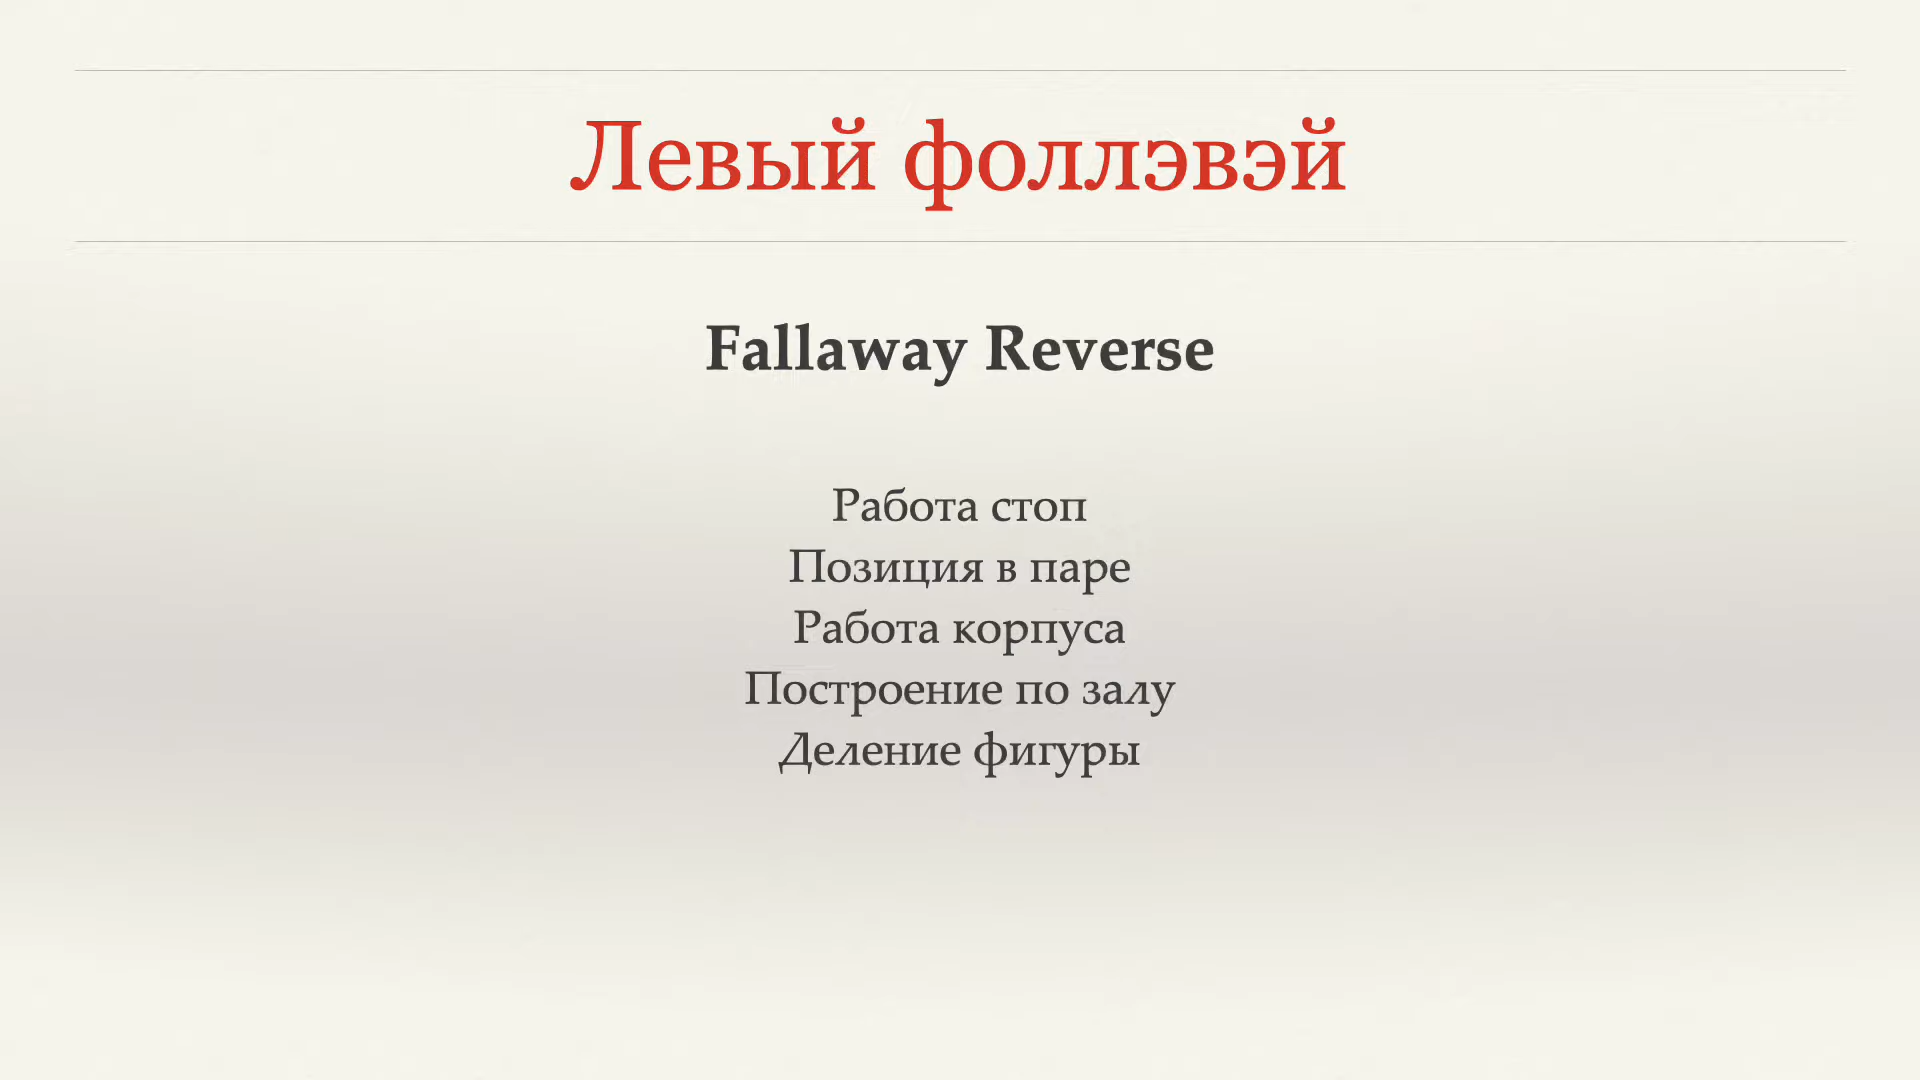 Левый фоллэвэй
Fallaway Reverse
Работа стоп
Позиция в паре
Работа корпуса
Построение по залу
Деление фигуры